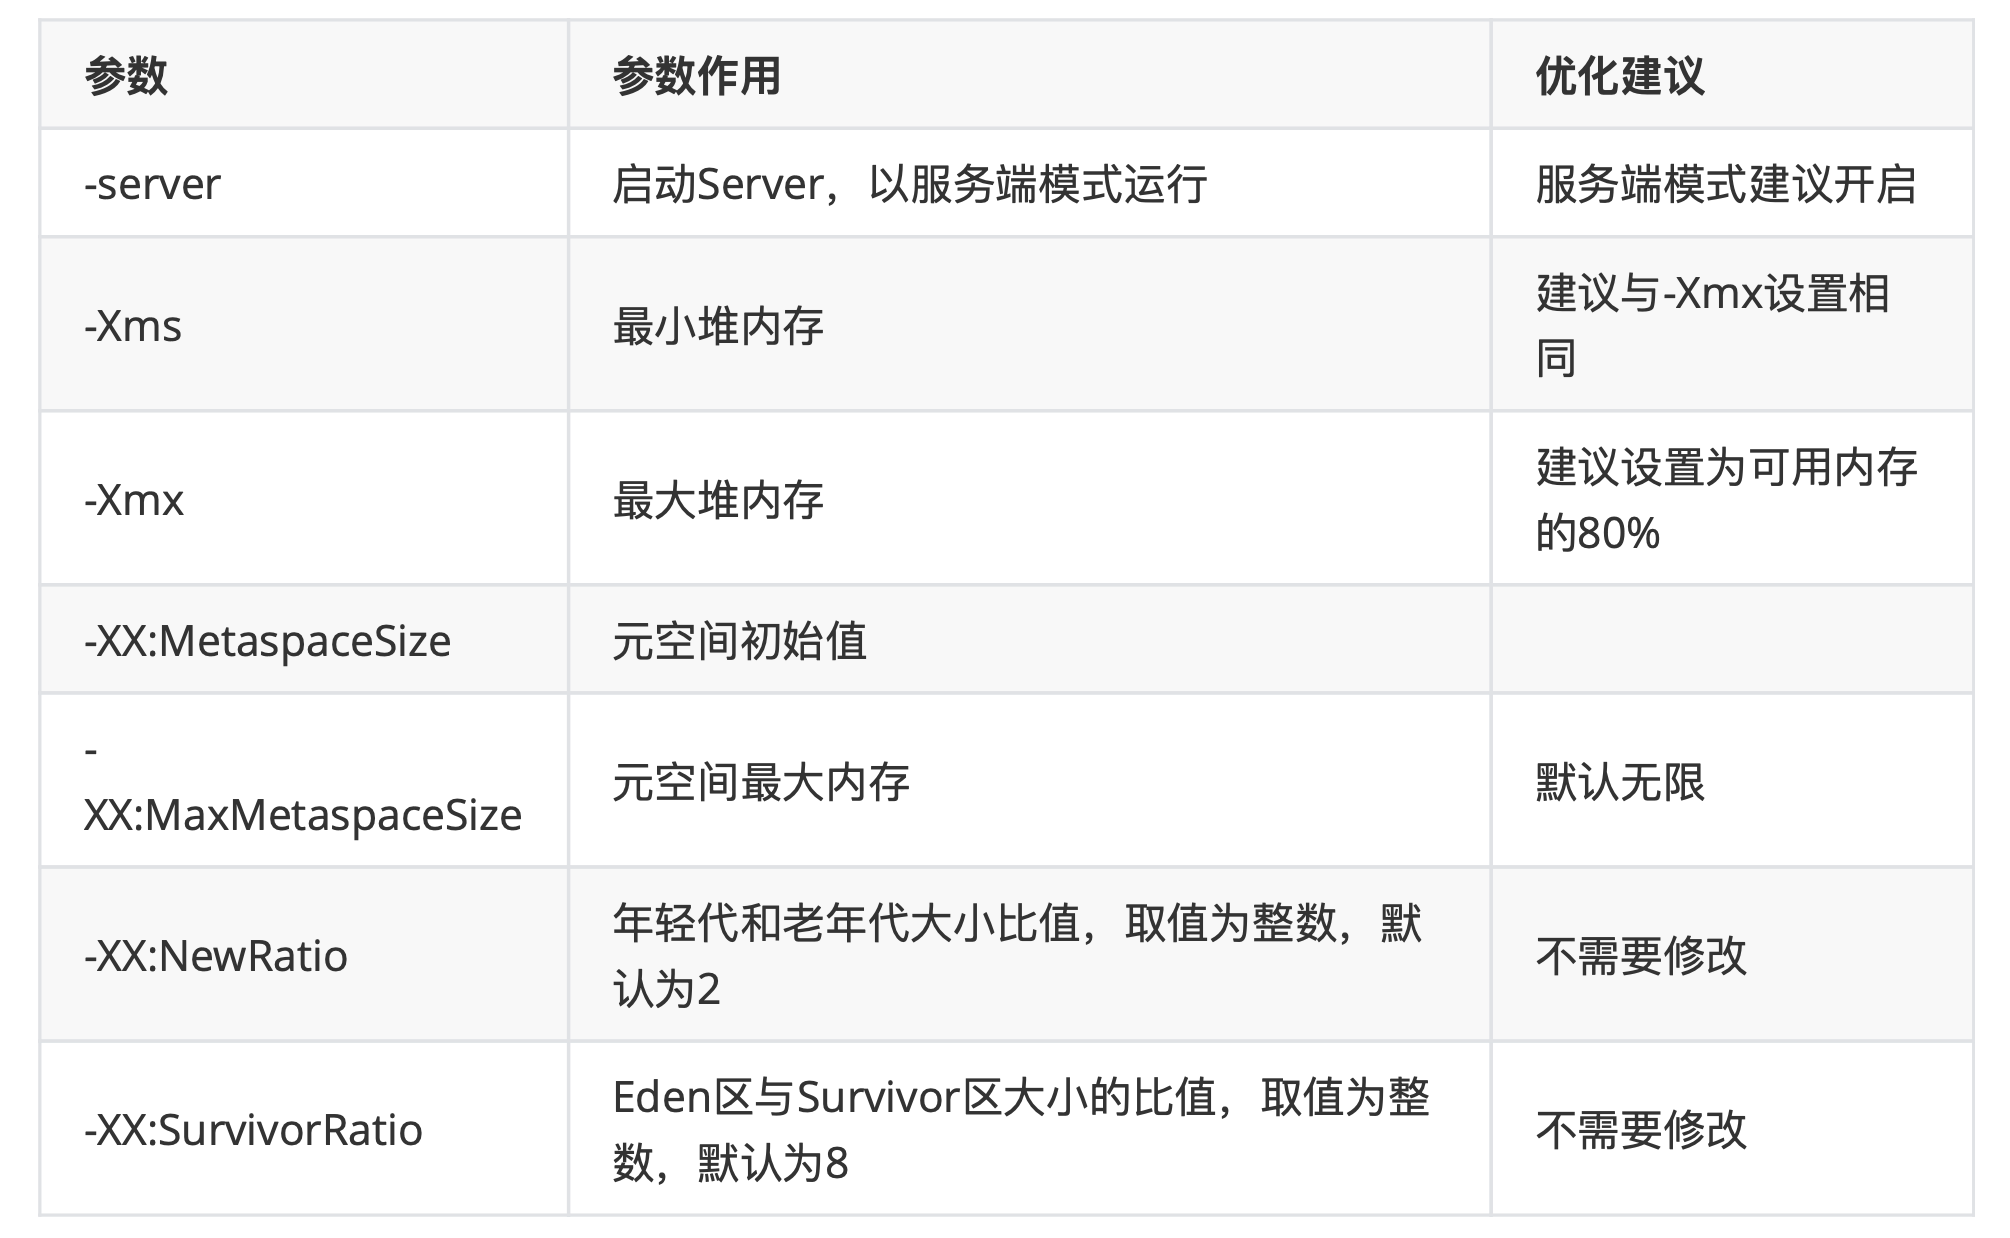 参数 参数作用 优化建议
-server 启动Server，以服务端模式运行 服务端模式建议开启
-Xms 最小堆内存 建议与-Xmx设置相
同
-Xmx 最大堆内存 建议设置为可用内存
的80%
-XX:MetaspaceSize 元空间初始值
-
XX:MaxMetaspaceSize 元空间最大内存 默认无限
-XX:NewRatio 年轻代和老年代大小比值，取值为整数，默
认为2 不需要修改
-XX:SurvivorRatio Eden区与Survivor区大小的比值，取值为整
数，默认为8 不需要修改